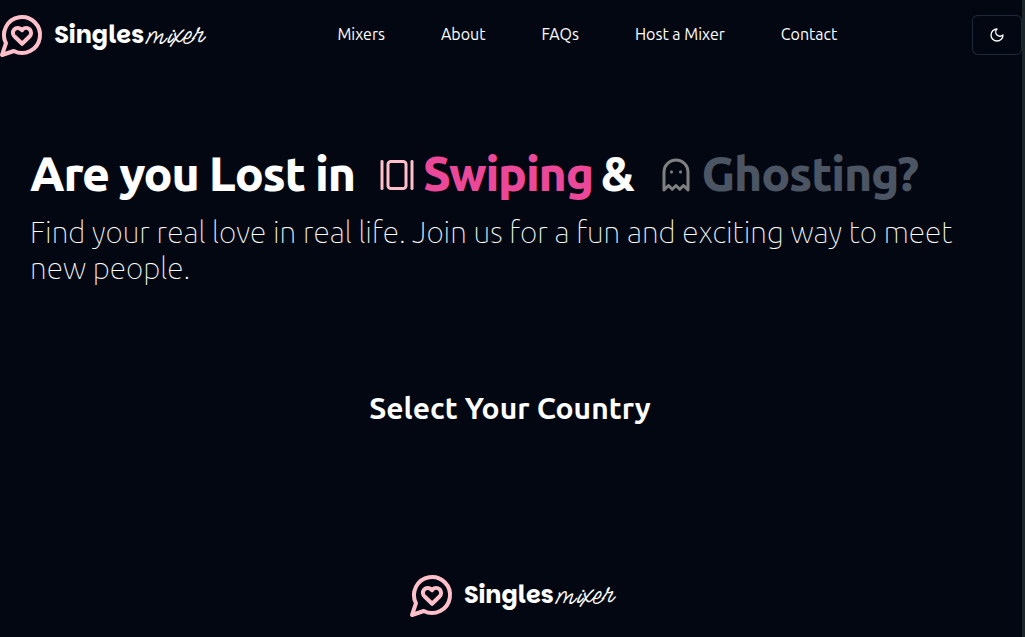 Singles mixer
Mixers
About
FAQs
Host a Mixer
Contact
Are you Lost in Swiping & Ghosting?
Find your real love in real life. Join us for a fun and exciting way to meet
new people.
Select Your Country
Singles mixer